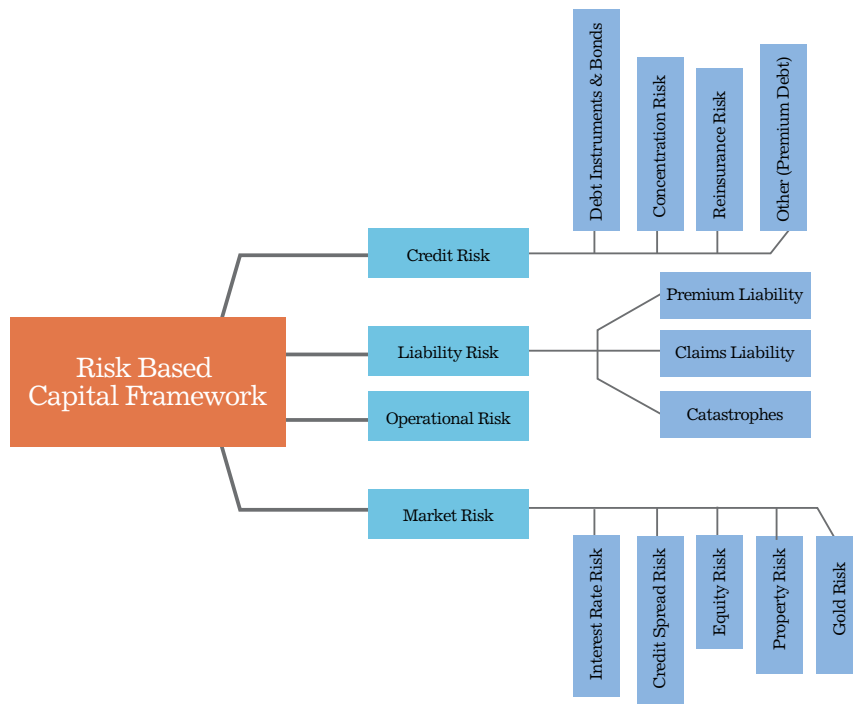 Debt Instruments & Bonds
Concentration Risk
Reinsurance Risk
Other (Premium Debt)
Credit Risk
Risk Based
Capital Framework
Premium Liability
Liability Risk
Claims Liability
Operational Risk
Catastrophes
Market Risk
Interest Rate Risk
Credit Spread Risk
Equity Risk
Property Risk
Gold Risk